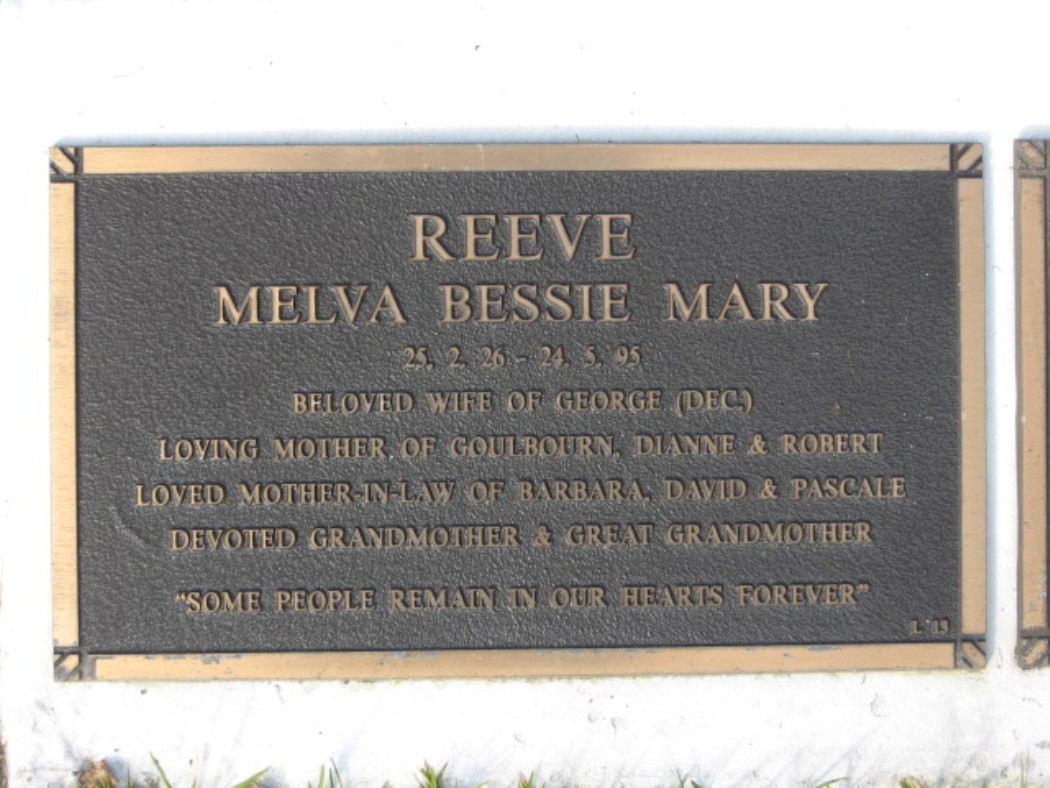 REEVE
MELVA BESSIE MARY
25. 2. 26 - 24. 5. 95
BELOVED WIFE OF GEORGE (DEC.)
LOVING MOTHER OF GOULBOURN, DIANNE & ROBERT
LOVED MOTHER-IN-LAW OF BARBARA, DAVID & PASCALE
DEVOTED GRANDMOTHER & GREAT GRANDMOTHER
"SOME PEOPLE REMAIN IN OUR HEARTS FOREVER"
L 13